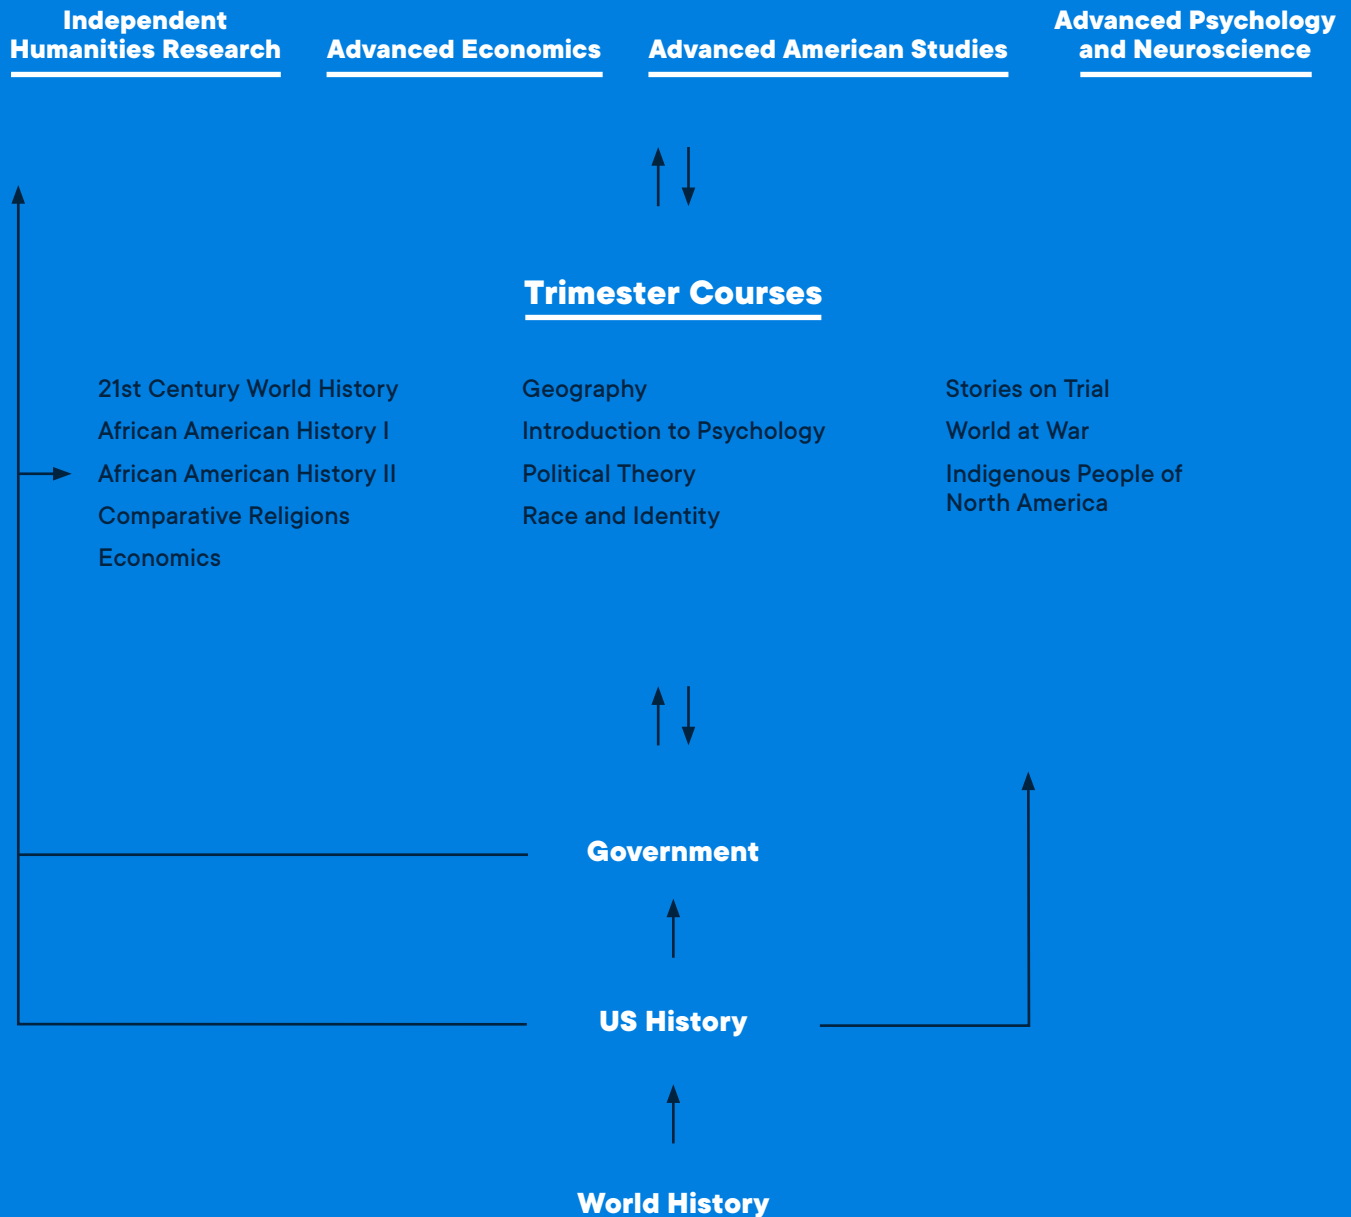 Independent
Humanities Research
Advanced Economics
Advanced American Studies
Advanced Psychology
and Neuroscience
Trimester Courses
21st Century World History
African American History I
African American History II
Comparative Religions
Economics
Geography
Introduction to Psychology
Political Theory
Race and Identity
Stories on Trial
World at War
Indigenous People of
North America
Government
US History
World History